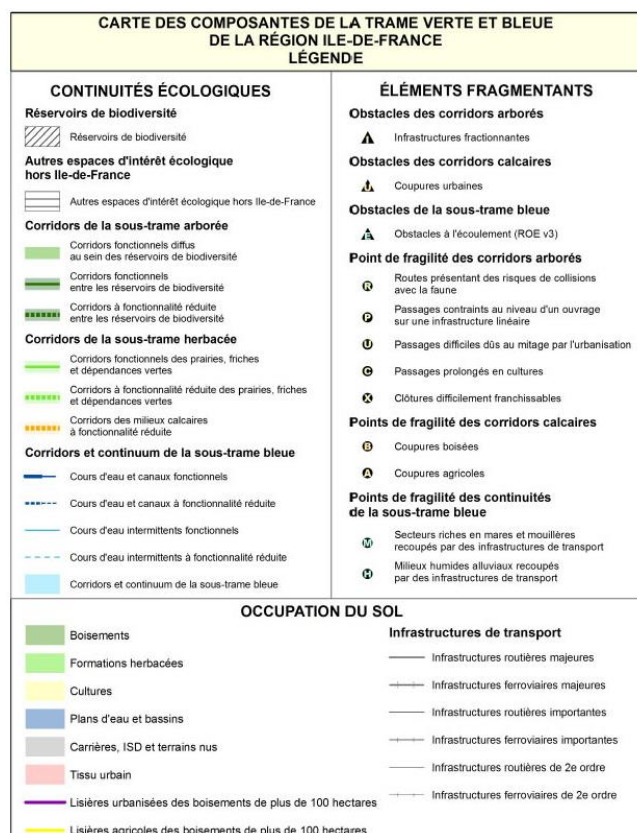 CARTE DES COMPOSANTES DE LA TRAME VERTE ET BLEUE
DE LA RÉGION ILE-DE-FRANCE
LÉGENDE
CONTINUITÉS ÉCOLOGIQUES
Réservoirs de biodiversité
Réservoirs de biodiversité
Autres espaces d'intérêt écologique
hors Ile-de-France
Autres espaces d'intérêt écologique hors Ile-de-France
Corridors de la sous-trame arborée
Corridors fonctionnels diffus
au sein des réservoirs de biodiversité
Corridors fonctionnels
entre les réservoirs de biodiversité
Corridors à fonctionnalité réduite
entre les réservoirs de biodiversité
Corridors de la sous-trame herbacée
Corridors fonctionnels des prairies, friches
et dépendances vertes
Corridors à fonctionnalité réduite des prairies, friches
et dépendances vertes
Corridors des milieux calcaires
à fonctionnalité réduite
Corridors et continuum de la sous-trame bleue
Cours d'eau et canaux fonctionnels
Cours d'eau et canaux à fonctionnalité réduite
Cours d'eau intermittents fonctionnels
Cours d'eau intermittents à fonctionnalité réduite
Corridors et continuum de la sous-trame bleue
ÉLÉMENTS FRAGMENTANTS
Obstacles des corridors arborés
I Infrastructures fractionnantes
Obstacles des corridors calcaires
U Coupures urbaines
Obstacles de la sous-trame bleue
E Obstacles à l'écoulement (ROE v3)
Point de fragilité des corridors arborés
R Routes présentant des risques de collisions
avec la faune
P Passages contraints au niveau d'un ouvrage
sur une infrastructure linéaire
U Passages difficiles dûs au mitage par l'urbanisation
C Passages prolongés en cultures
X Clôtures difficilement franchissables
Points de fragilité des corridors calcaires
B Coupures boisées
A Coupures agricoles
Points de fragilité des continuités
de la sous-trame bleue
M Secteurs riches en mares et mouillères
recoupés par des infrastructures de transport
H Milieux humides alluviaux recoupés
par des infrastructures de transport
OCCUPATION DU SOL
Boisements
Formations herbacées
Cultures
Plans d'eau et bassins
Carrières, ISD et terrains nus
Tissu urbain
Lisières urbanisées des boisements de plus de 100 hectares
Lisières agricoles des boisements de plus de 100 hectares
Infrastructures de transport
Infrastructures routières majeures
Infrastructures ferroviaires majeures
Infrastructures routières importantes
Infrastructures ferroviaires importantes
Infrastructures routières de 2e ordre
Infrastructures ferroviaires de 2e ordre